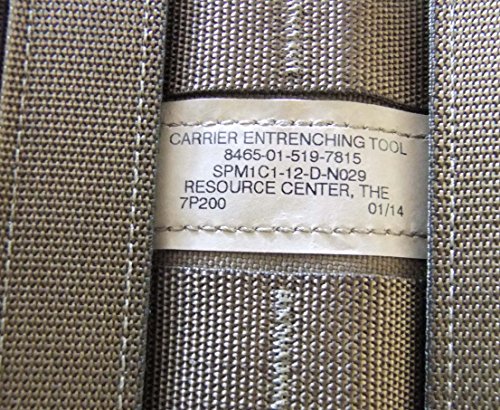 CARRIER ENTRENCHING TOOL
8465-01-519-7815
SPM1C1-12-D-N029
RESOURCE CENTER, THE
7P200 01/14